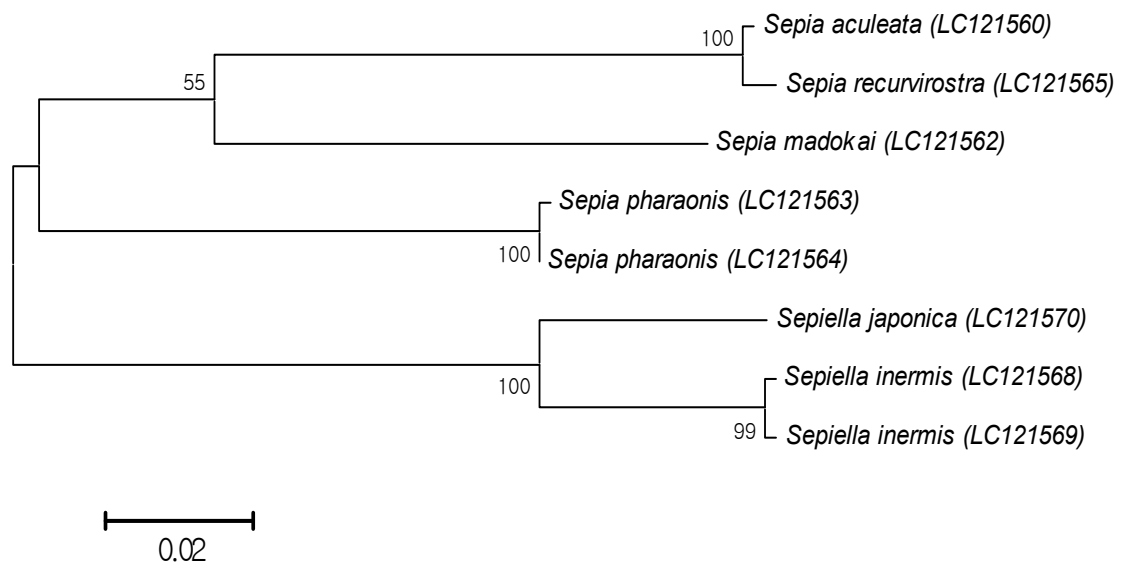 Sepia aculeata (LC121560)
100
55
Sepia recurvirostra (LC121565)
Sepia madokai (LC121562)
Sepia pharaonis (LC121563)
100
Sepia pharaonis (LC121564)
Sepiella japonica (LC121570)
100
Sepiella inermis (LC121568)
99
Sepiella inermis (LC121569)
0.02